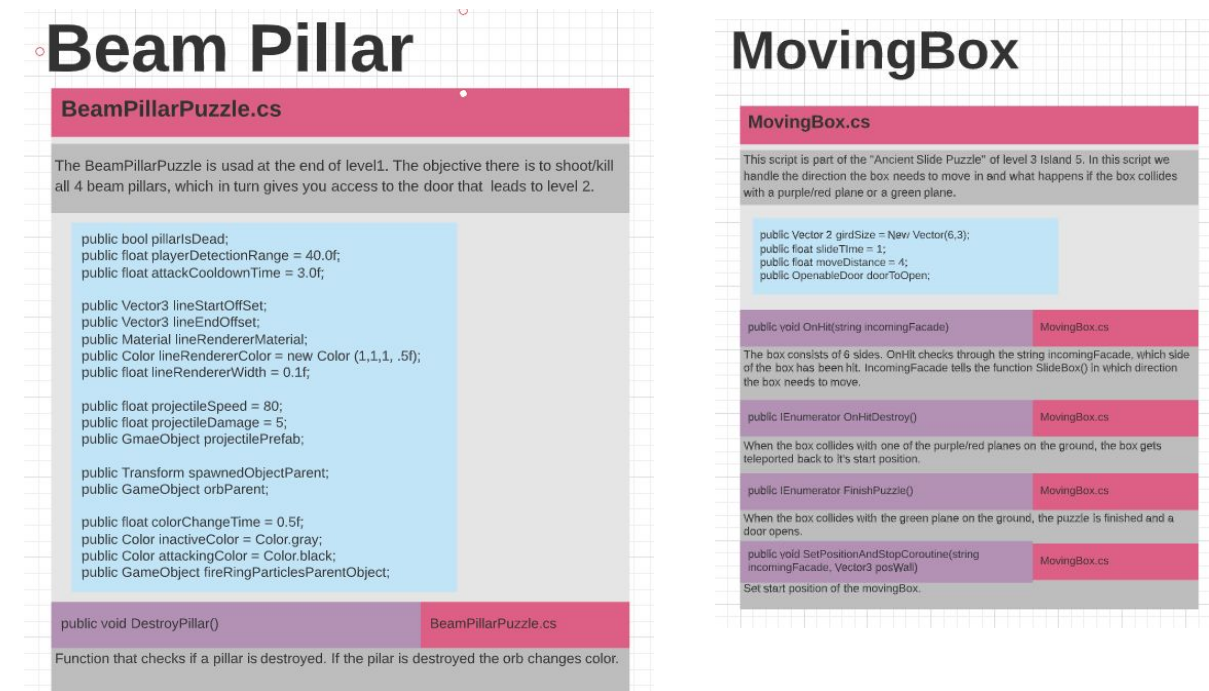 Beam Pillar
BeamPillarPuzzle.cs
The BeamPillarPuzzle is usad at the end of level1. The objective there is to shoot/kill
all 4 beam pillars, which in turn gives you access to the door that leads to level 2.
public bool pillarIsDead;
public float playerDetectionRange = 40.0f;
public float attackCooldownTime = 3.0f;
public Vector3 lineStartOffSet;
public Vector3 lineEndOffset;
public Material lineRendererMaterial;
public Color lineRendererColor = new Color (1,1,1, .5f);
public float lineRendererWidth = 0.1f;
public float projectileSpeed = 80;
public float projectileDamage = 5;
public GmaeObject projectilePrefab;
public Transform spawnedObjectParent;
public GameObject orbParent;
public float colorChangeTime = 0.5f;
public Color inactiveColor = Color.gray;
public Color attackingColor = Color.black;
public GameObject fireRingParticlesParentObject;
public void DestroyPillar()
BeamPillarPuzzle.cs
Function that checks if a pillar is destroyed. If the pilar is destroyed the orb changes color.
MovingBox
MovingBox.cs
This script is part of the "Ancient Slide Puzzle" of level 3 Island 5. In this script we
handle the direction the box needs to move in and what happens if the box collides
with a purple/red plane or a green plane.
public Vector 2 girdSize = New Vector(6,3);
public float slideTIme = 1;
public float moveDistance = 4;
public OpenableDoor doorToOpen;
public void OnHit(string incomingFacade)
MovingBox.cs
The box consists of 6 sides. OnHit checks through the string incomingFacade, which side
of the box has been hit. IncomingFacade tells the function SlideBox() in which direction
the box needs to move.
public IEnumerator OnHitDestroy()
MovingBox.cs
When the box collides with one of the purple/red planes on the ground, the box gets
teleported back to it's start position.
public IEnumerator FinishPuzzle()
MovingBox.cs
When the box collides with the green plane on the ground, the puzzle is finished and a
door opens.
public void SetPositionAndStopCoroutine(string
incomingFacade, Vector3 posWall)
MovingBox.cs
Set start position of the movingBox.